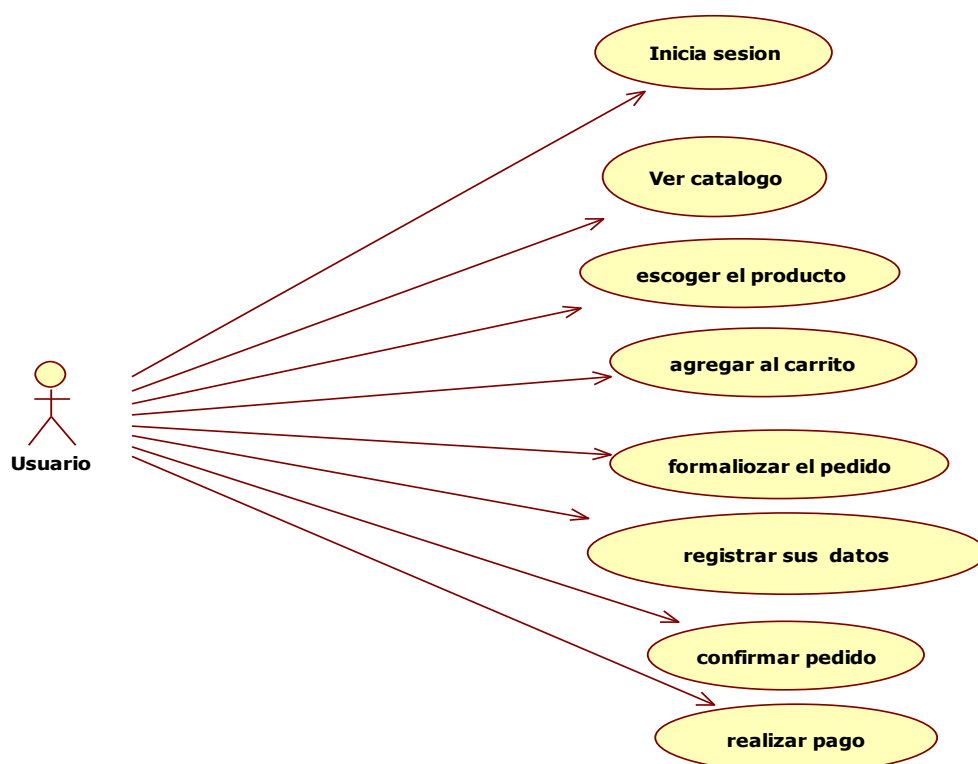 Inicia sesion
Ver catalogo
escoger el producto
agregar al carrito
Usuario
formaliozar el pedido
registrar sus  datos
confirmar pedido
realizar pago